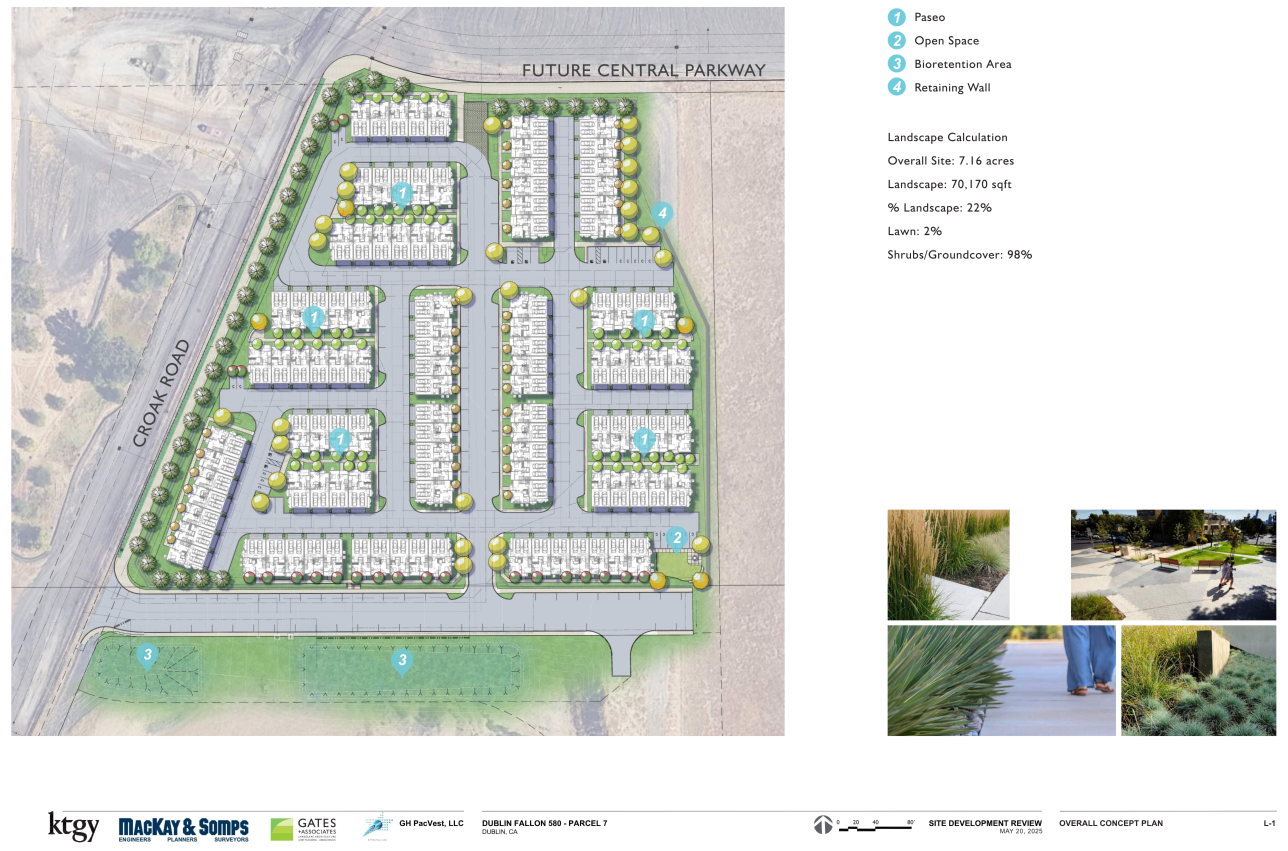 FUTURE CENTRAL PARKWAY
CROAK ROAD
1
1
1
1
1
2
3
3
4
1 Paseo
2 Open Space
3 Bioretention Area
4 Retaining Wall
Landscape Calculation
Overall Site: 7.16 acres
Landscape: 70,170 sqft
% Landscape: 22%
Lawn: 2%
Shrubs/Groundcover: 98%
ktgy
MACKAY & SOMPS
ENGINEERS PLANNERS SURVEYORS
GATES
+ASSOCIATES
GH PacVest, LLC
DUBLIN FALLON 580 - PARCEL 7
DUBLIN, CA
0 20 40 80'
SITE DEVELOPMENT REVIEW
MAY 20, 2025
OVERALL CONCEPT PLAN
L-1